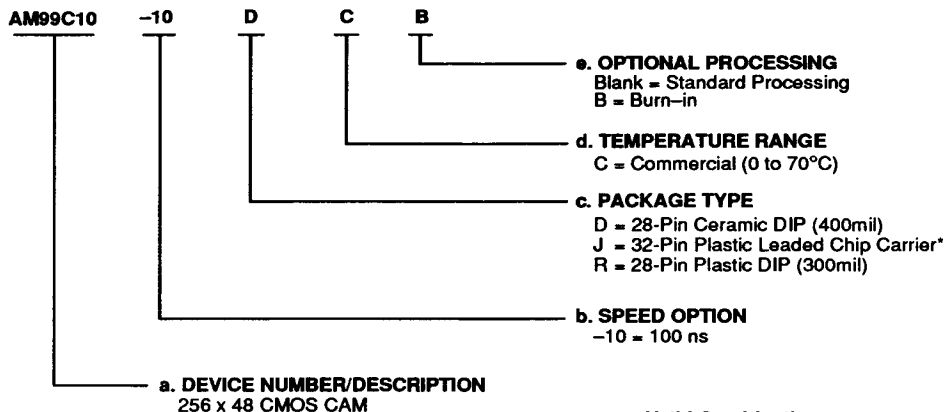 AM99C10 –10 D C B
e. OPTIONAL PROCESSING
Blank = Standard Processing
B = Burn–in
d. TEMPERATURE RANGE
C = Commercial (0 to 70°C)
c. PACKAGE TYPE
D = 28-Pin Ceramic DIP (400mil)
J = 32-Pin Plastic Leaded Chip Carrier*
R = 28-Pin Plastic DIP (300mil)
b. SPEED OPTION
–10 = 100 ns
a. DEVICE NUMBER/DESCRIPTION
256 x 48 CMOS CAM